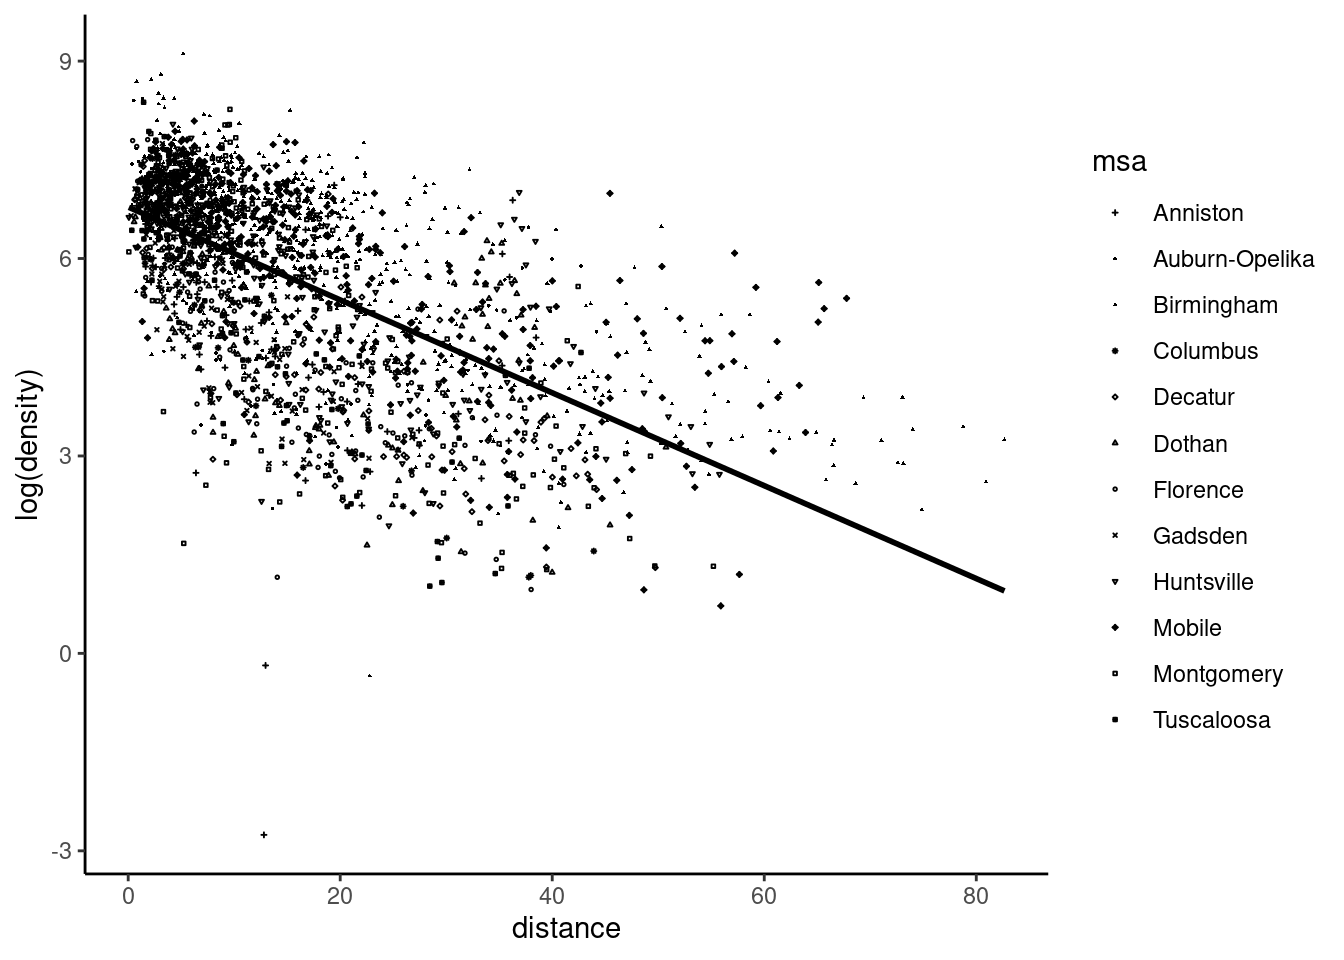 9
6
3
0
-3
log(density)
0 20 40 60 80
distance
msa
Anniston
Auburn-Opelika
Birmingham
Columbus
Decatur
Dothan
Florence
Gadsden
Huntsville
Mobile
Montgomery
Tuscaloosa